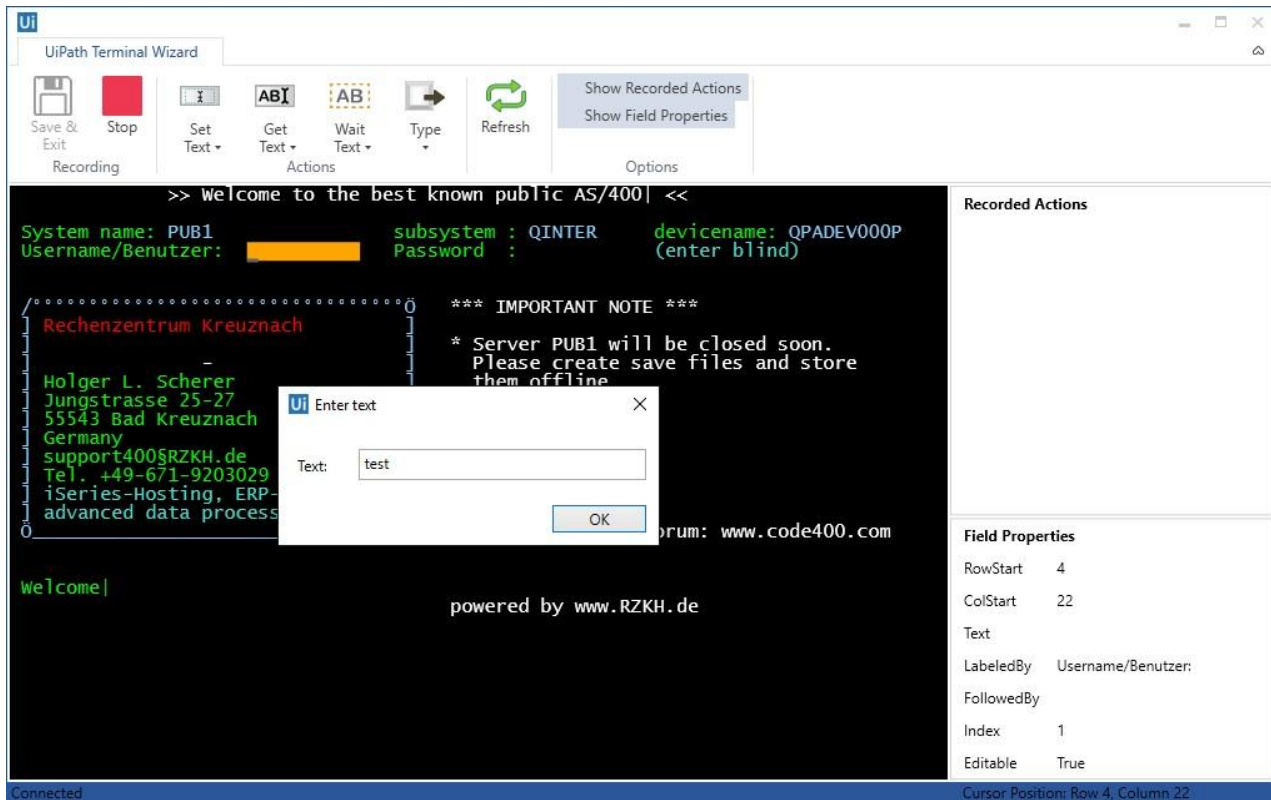 Ui
UiPath Terminal Wizard
Save & Exit
Stop
Set Text
Get Text
Wait Text
Type
Refresh
Show Recorded Actions
Show Field Properties
Recording
Actions
Options
>> Welcome to the best known public AS/400| <<
System name: PUB1 subsystem : QINTER devicename: QPADEV000P
Username/Benutzer: Password : (enter blind)
*** IMPORTANT NOTE ***
Rechenzentrum Kreuznach
* Server PUB1 will be closed soon.
Please create save files and store
them offline
Holger L. Scherer
Jungstrasse 25-27
55543 Bad Kreuznach
Germany
support400§RZKH.de
Tel. +49-671-9203029
iSeries-Hosting, ERP-
advanced data process
orum: www.code400.com
Welcome|
powered by www.RZKH.de
Ui Enter text
Text: test
OK
Recorded Actions
Field Properties
RowStart 4
ColStart 22
Text
LabeledBy Username/Benutzer:
FollowedBy
Index 1
Editable True
Connected
Cursor Position: Row 4, Column 22